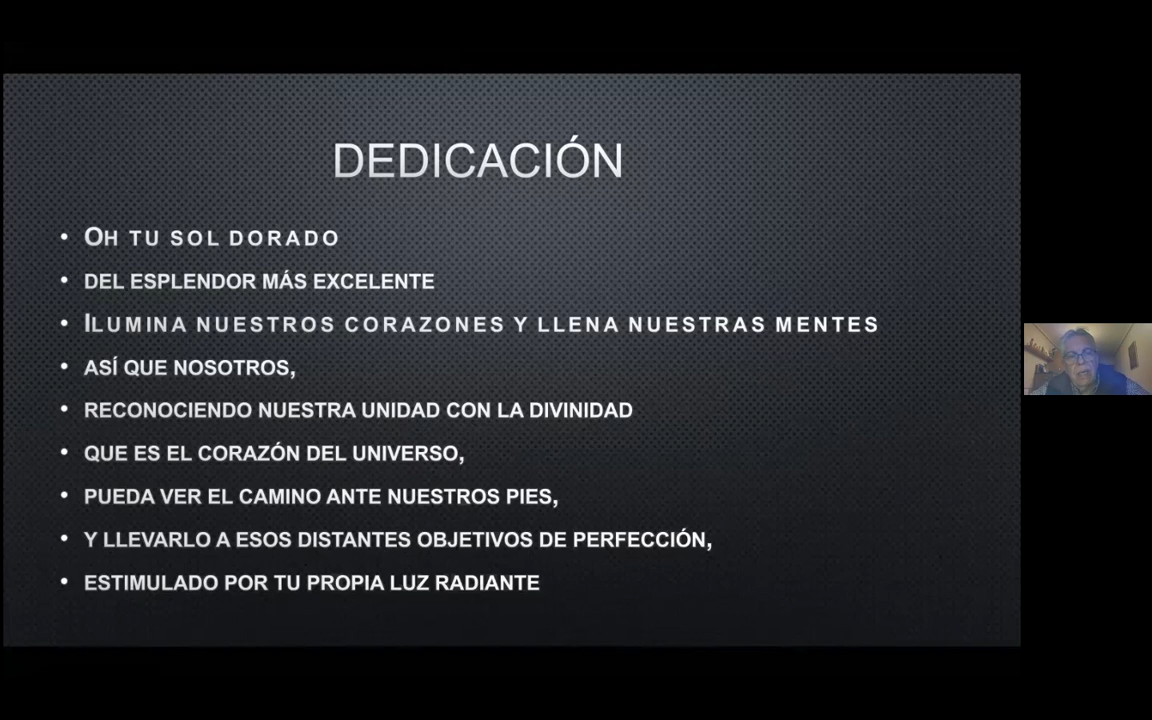 DEDICACIÓN
• OH TU SOL DORADO
• DEL ESPLENDOR MÁS EXCELENTE
• ILUMINA NUESTROS CORAZONES Y LLENA NUESTRAS MENTES
• ASÍ QUE NOSOTROS,
• RECONOCIENDO NUESTRA UNIDAD CON LA DIVINIDAD
• QUE ES EL CORAZÓN DEL UNIVERSO,
• PUEDA VER EL CAMINO ANTE NUESTROS PIES,
• Y LLEVARLO A ESOS DISTANTES OBJETIVOS DE PERFECCIÓN,
• ESTIMULADO POR TU PROPIA LUZ RADIANTE